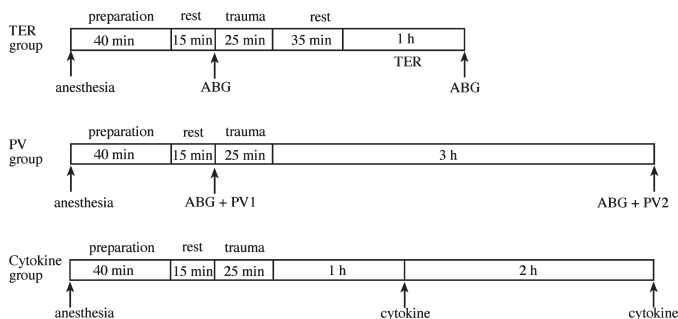 preparation rest trauma rest
TER
group
40 min 15 min 25 min 35 min 1 h
TER
anesthesia ABG ABG
preparation rest trauma
PV
group
40 min 15 min 25 min 3 h
anesthesia ABG + PV1 ABG + PV2
preparation rest trauma
Cytokine
group
40 min 15 min 25 min 1 h 2 h
anesthesia cytokine cytokine